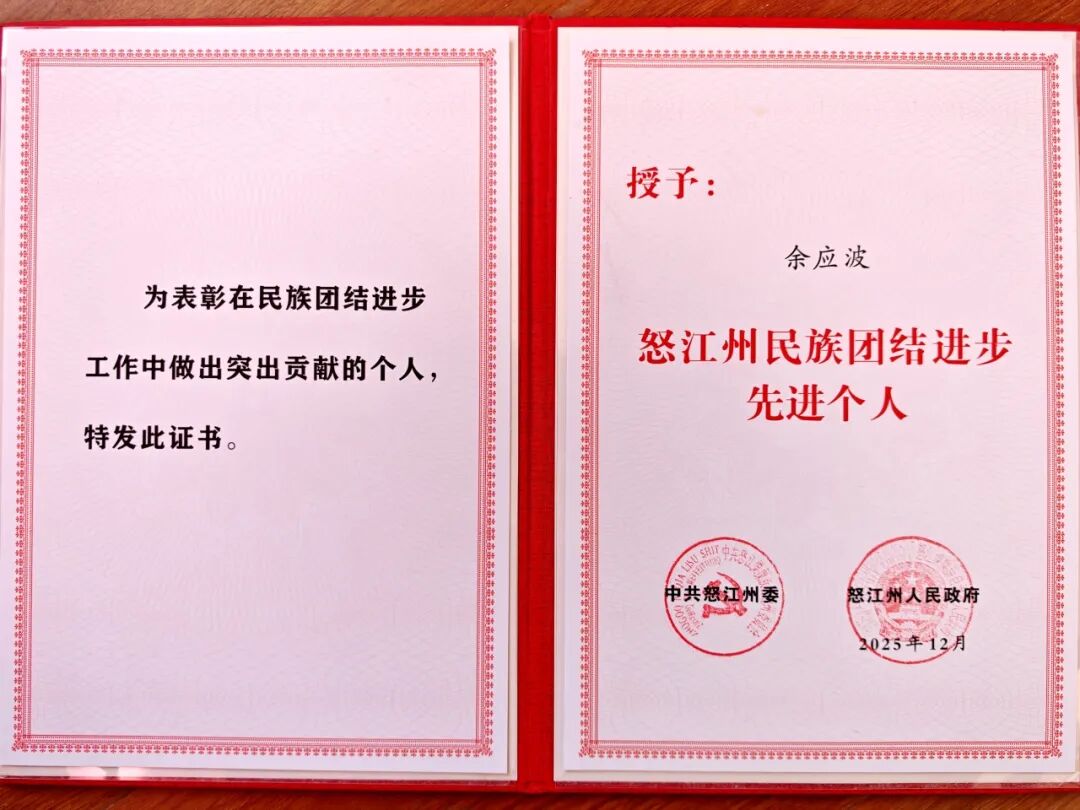 为表彰在民族团结进步
工作中做出突出贡献的个人，
特发此证书。
授予：
余应波
怒江州民族团结进步
先进个人
中共怒江州委
怒江州人民政府
2025年12月